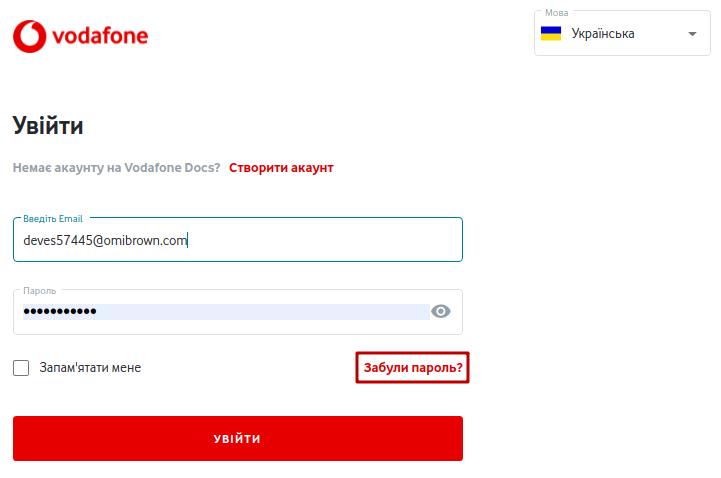 vodafone
Мова
Українська
Увійти
Немає акаунту на Vodafone Docs? Створити акаунт
Введіть Email
deves57445@omibrown.com
Пароль
•••••••••••
Запам'ятати мене
Забули пароль?
УВІЙТИ